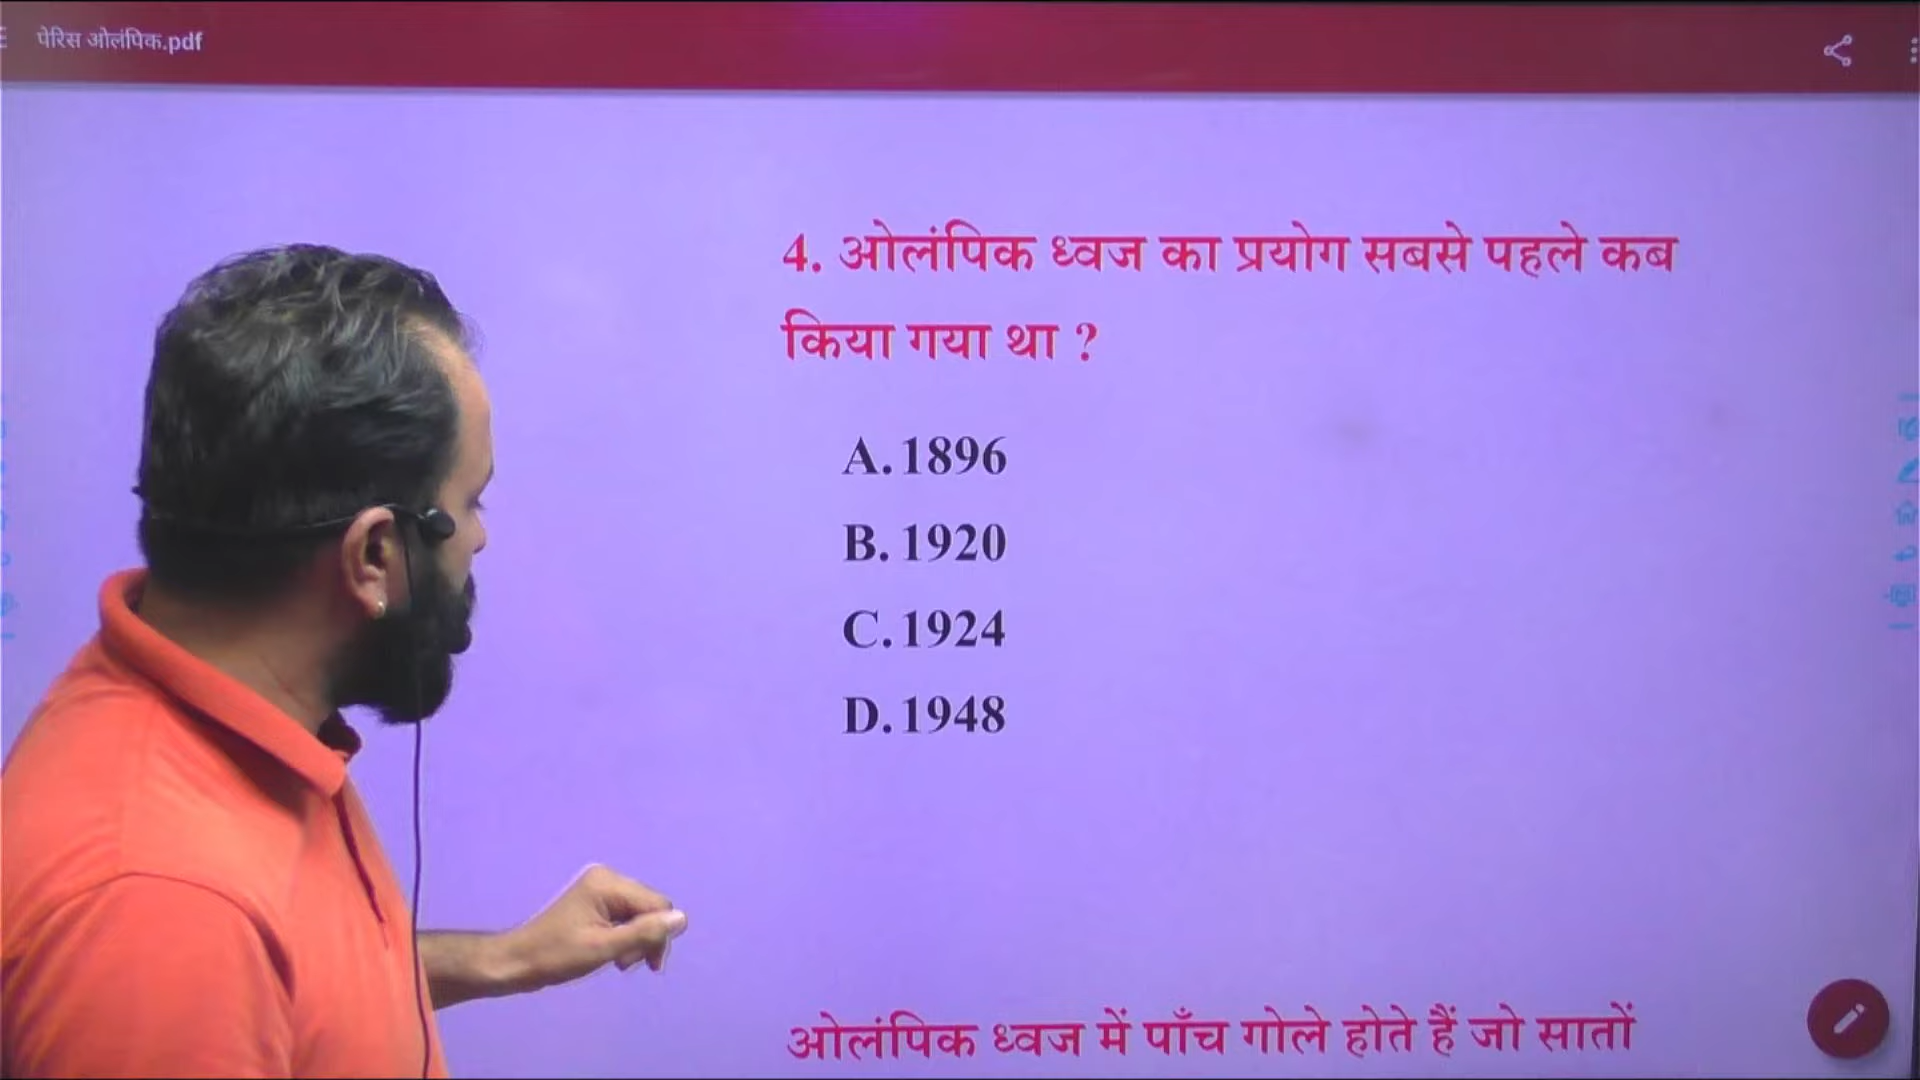 पेरिस ओलंपिक.pdf
4. ओलंपिक ध्वज का प्रयोग सबसे पहले कब
किया गया था ?
A. 1896
B. 1920
C. 1924
D. 1948
ओलंपिक ध्वज में पाँच गोले होते हैं जो सातों